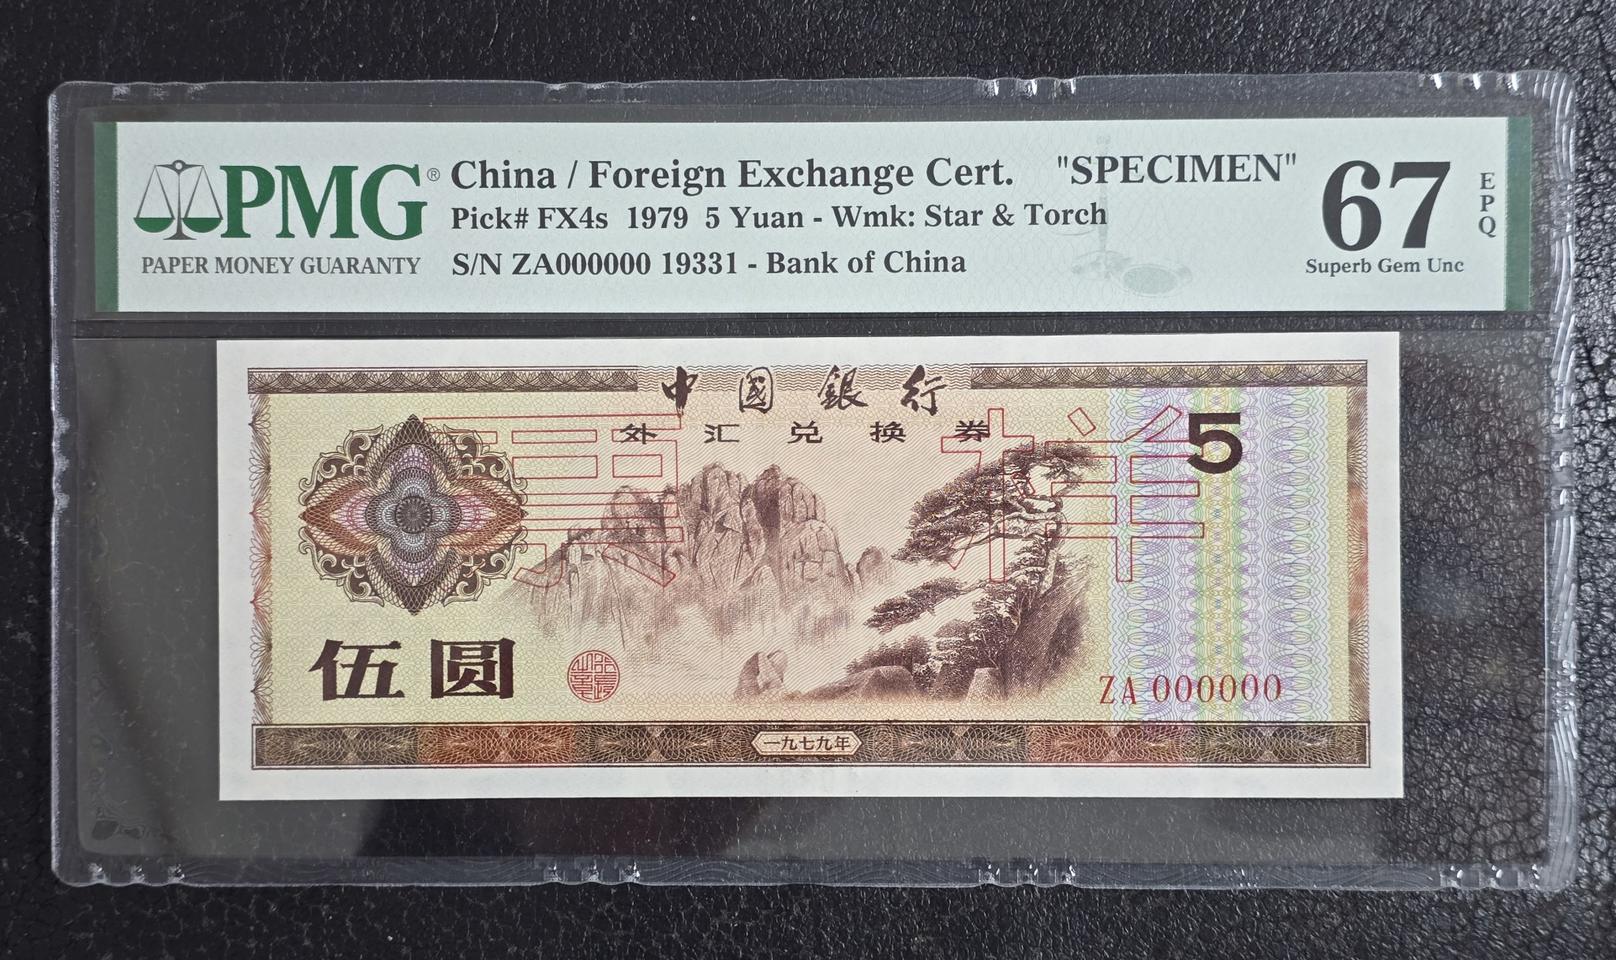 PMG®
PAPER MONEY GUARANTY
China / Foreign Exchange Cert. "SPECIMEN"
Pick# FX4s 1979 5 Yuan - Wmk: Star & Torch
S/N ZA000000 19331 - Bank of China
67
EPQ
Superb Gem Unc
中國銀行
外汇兑换券
票样
5
伍圆
ZA 000000
一九七九年